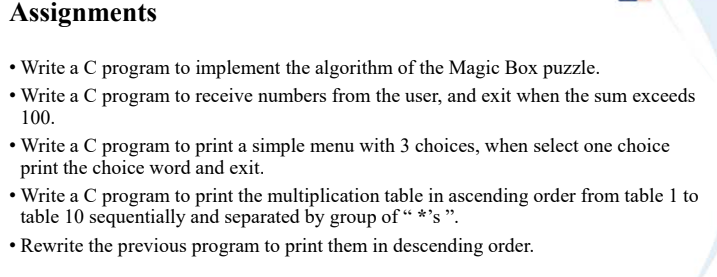 Assignments
• Write a C program to implement the algorithm of the Magic Box puzzle.
• Write a C program to receive numbers from the user, and exit when the sum exceeds
100.
• Write a C program to print a simple menu with 3 choices, when select one choice
print the choice word and exit.
• Write a C program to print the multiplication table in ascending order from table 1 to
table 10 sequentially and separated by group of “ *’s ”.
• Rewrite the previous program to print them in descending order.